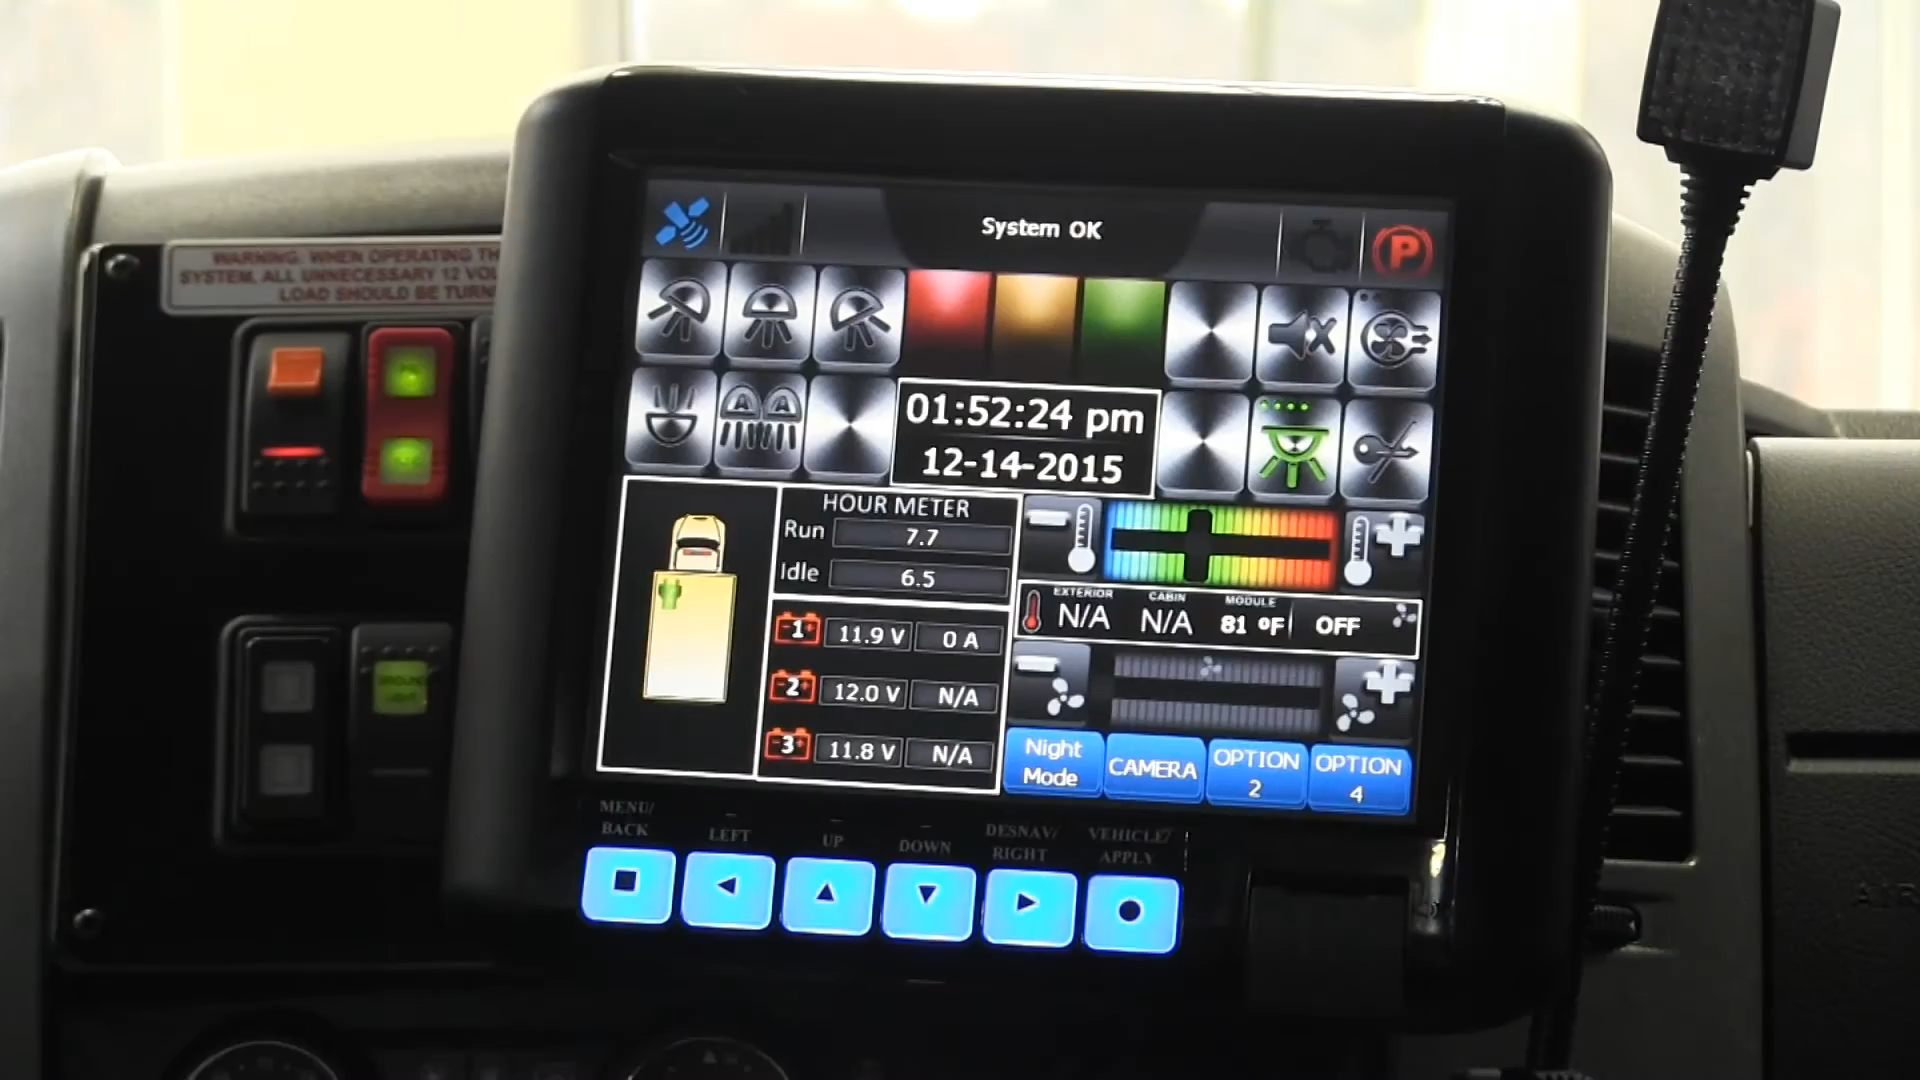 WARNING: WHEN OPERATING TH
SYSTEM, ALL UNNECESSARY 12 VOL
LOAD SHOULD BE TURN
System OK
P
01:52:24 pm
12-14-2015
HOUR METER
Run 7.7
Idle 6.5
1 11.9 V 0 A
2 12.0 V N/A
3 11.8 V N/A
EXTERIOR CABIN MODULE
N/A N/A 81 ºF OFF
Night
Mode
CAMERA
OPTION
2
OPTION
4
MENU/
BACK
LEFT
UP
DOWN
DESNAV/
RIGHT
VEHICLE/
APPLY
GROUND
LIGHT
AIR